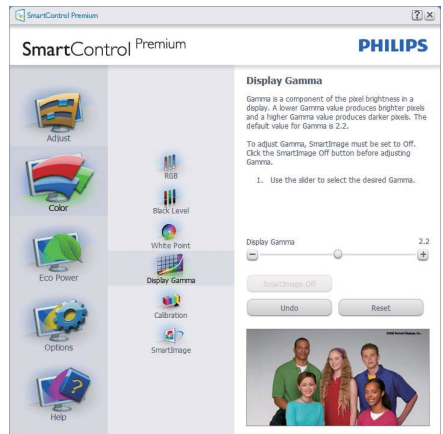 SmartControl Premium
SmartControl Premium
PHILIPS
Adjust
Color
Eco Power
Options
Help
RGB
Black Level
White Point
Display Gamma
Calibration
SmartImage
Display Gamma
Gamma is a component of the pixel brightness in a
display. A lower Gamma value produces brighter pixels
and a higher Gamma value produces darker pixels. The
default value for Gamma is 2.2.
To adjust Gamma, SmartImage must be set to Off.
Click the SmartImage Off button before adjusting
Gamma.
1. Use the slider to select the desired Gamma.
Display Gamma 2.2
SmartImage Off
Undo Reset